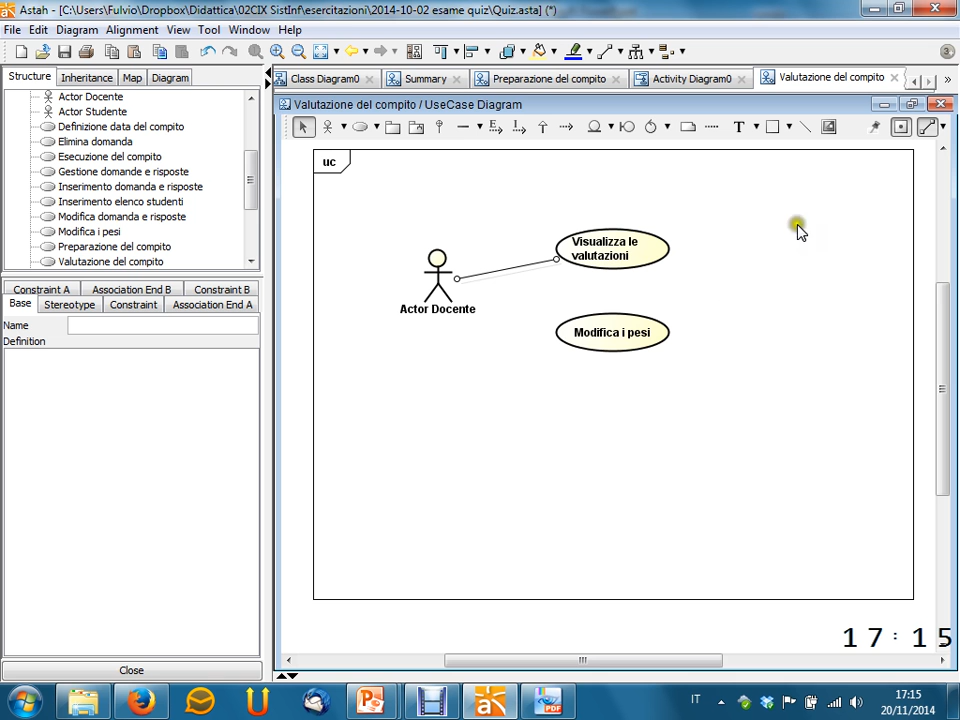 Astah - [C:\Users\Fulvio\Dropbox\Didattica\02CIX SistInf\esercitazioni\2014-10-02 esame quiz\Quiz.asta] (*)
File Edit Diagram Alignment View Tool Window Help
Structure Inheritance Map Diagram
Class Diagram0 Summary Preparazione del compito Activity Diagram0 Valutazione del compito
Valutazione del compito / UseCase Diagram
Actor Docente
Actor Studente
Definizione data del compito
Elimina domanda
Esecuzione del compito
Gestione domande e risposte
Inserimento domanda e risposte
Inserimento elenco studenti
Modifica domanda e risposte
Modifica i pesi
Preparazione del compito
Valutazione del compito
Constraint A Association End B Constraint B
Base Stereotype Constraint Association End A
Name
Definition
Close
uc
Visualizza le
valutazioni
Actor Docente
Modifica i pesi
17:15
IT
17:15
20/11/2014